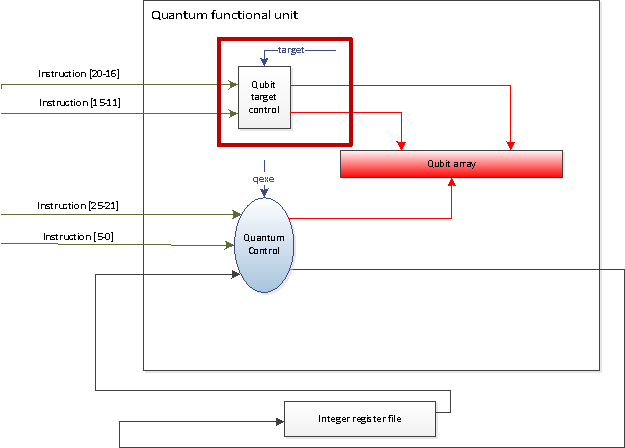 Quantum functional unit
target
Instruction [20-16]
Qubit
target
control
Instruction [15-11]
Qubit array
qexe
Instruction [25-21]
Quantum
Control
Instruction [5-0]
Integer register file